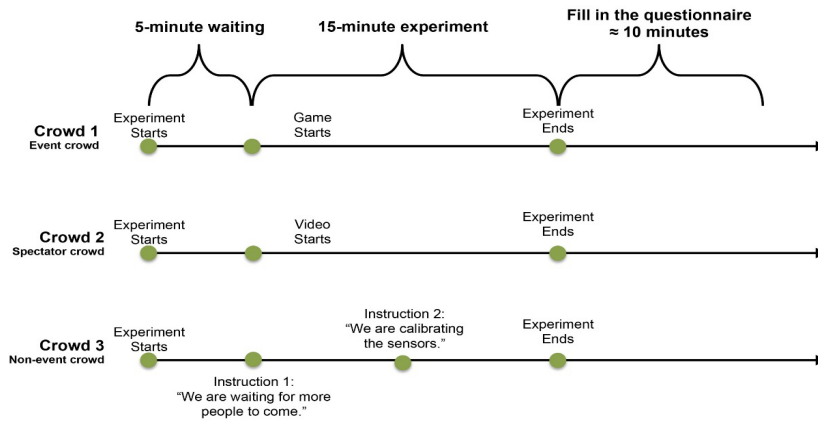 5-minute waiting
15-minute experiment
Fill in the questionnaire
≈ 10 minutes
Crowd 1
Event crowd
Experiment
Starts
Game
Starts
Experiment
Ends
Crowd 2
Spectator crowd
Experiment
Starts
Video
Starts
Experiment
Ends
Crowd 3
Non-event crowd
Experiment
Starts
Instruction 1:
“We are waiting for more
people to come.”
Instruction 2:
“We are calibrating
the sensors.”
Experiment
Ends